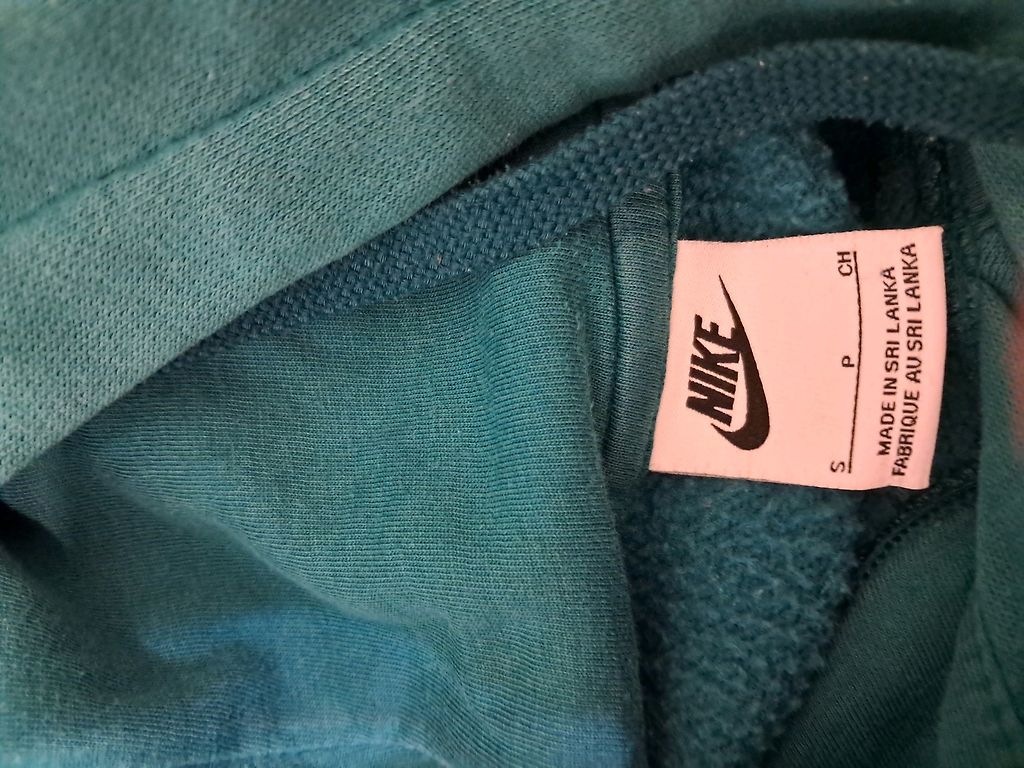 NIKE
S P CH
MADE IN SRI LANKA
FABRIQUE AU SRI LANKA